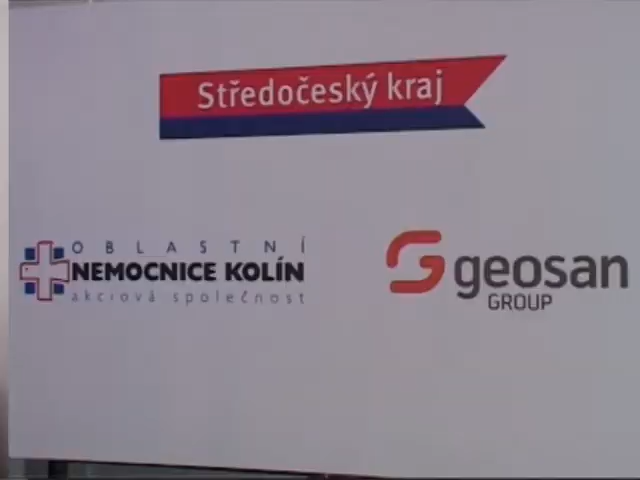 Středočeský kraj
OBLASTNÍ
NEMOCNICE KOLÍN
akciová společnost
geosan
GROUP